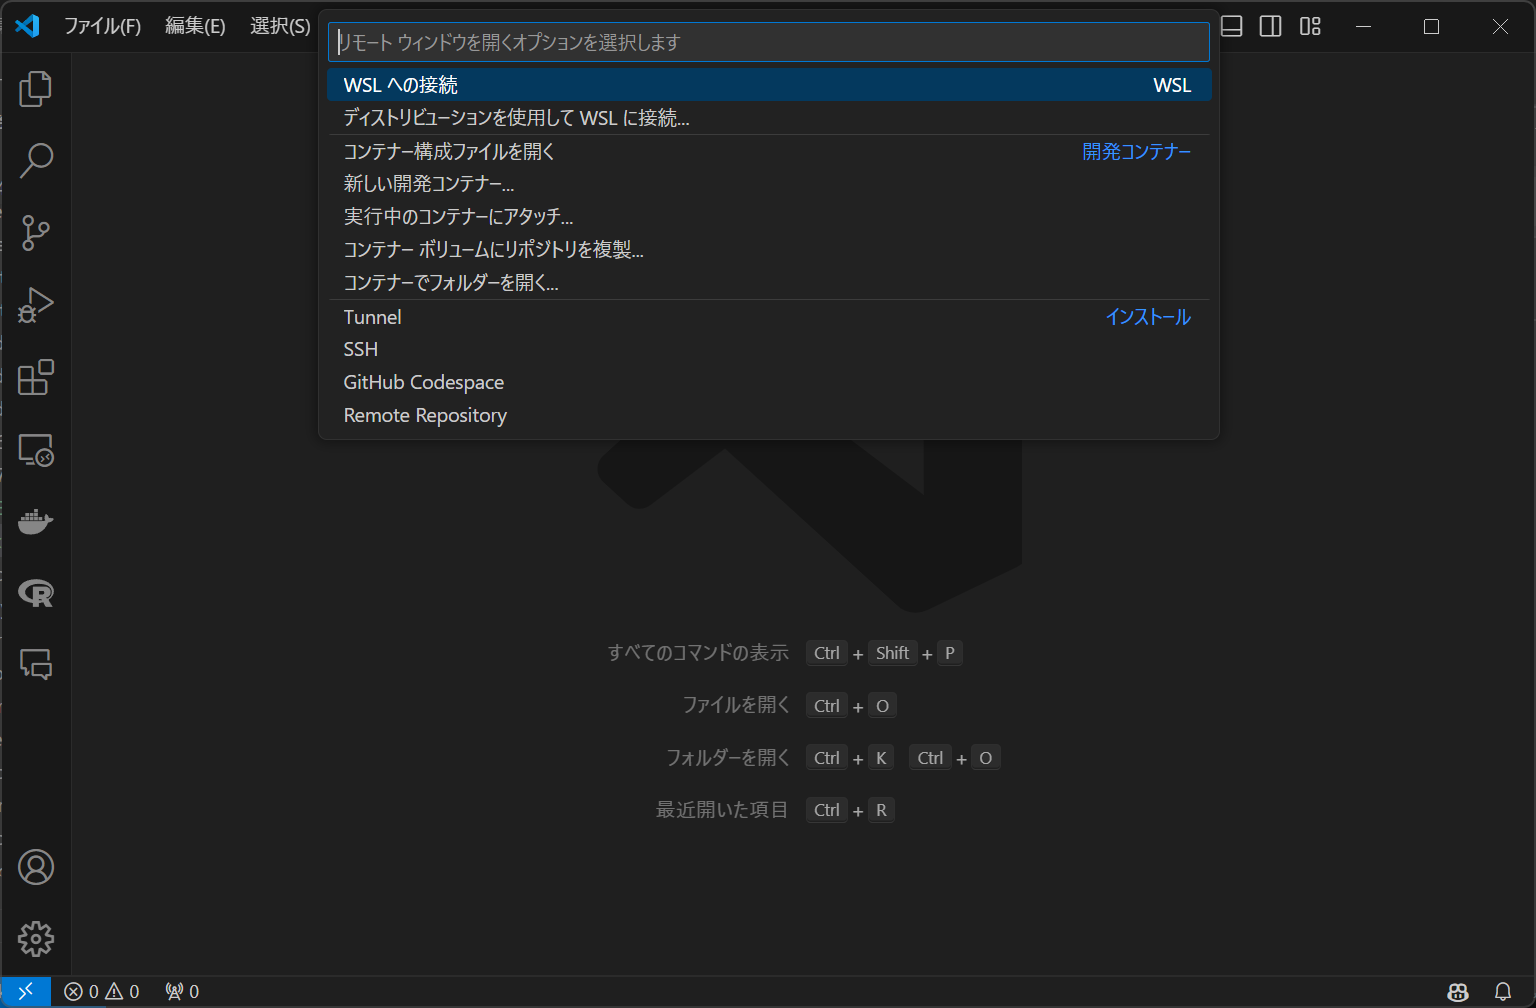 ファイル(F) 編集(E) 選択(S)
リモート ウィンドウを開くオプションを選択します
WSL への接続 WSL
ディストリビューションを使用して WSL に接続...
コンテナー構成ファイルを開く 開発コンテナー
新しい開発コンテナー...
実行中のコンテナーにアタッチ...
コンテナー ボリュームにリポジトリを複製...
コンテナーでフォルダーを開く...
Tunnel インストール
SSH
GitHub Codespace
Remote Repository
すべてのコマンドの表示 Ctrl + Shift + P
ファイルを開く Ctrl + O
フォルダーを開く Ctrl + K Ctrl + O
最近開いた項目 Ctrl + R
0 0 0